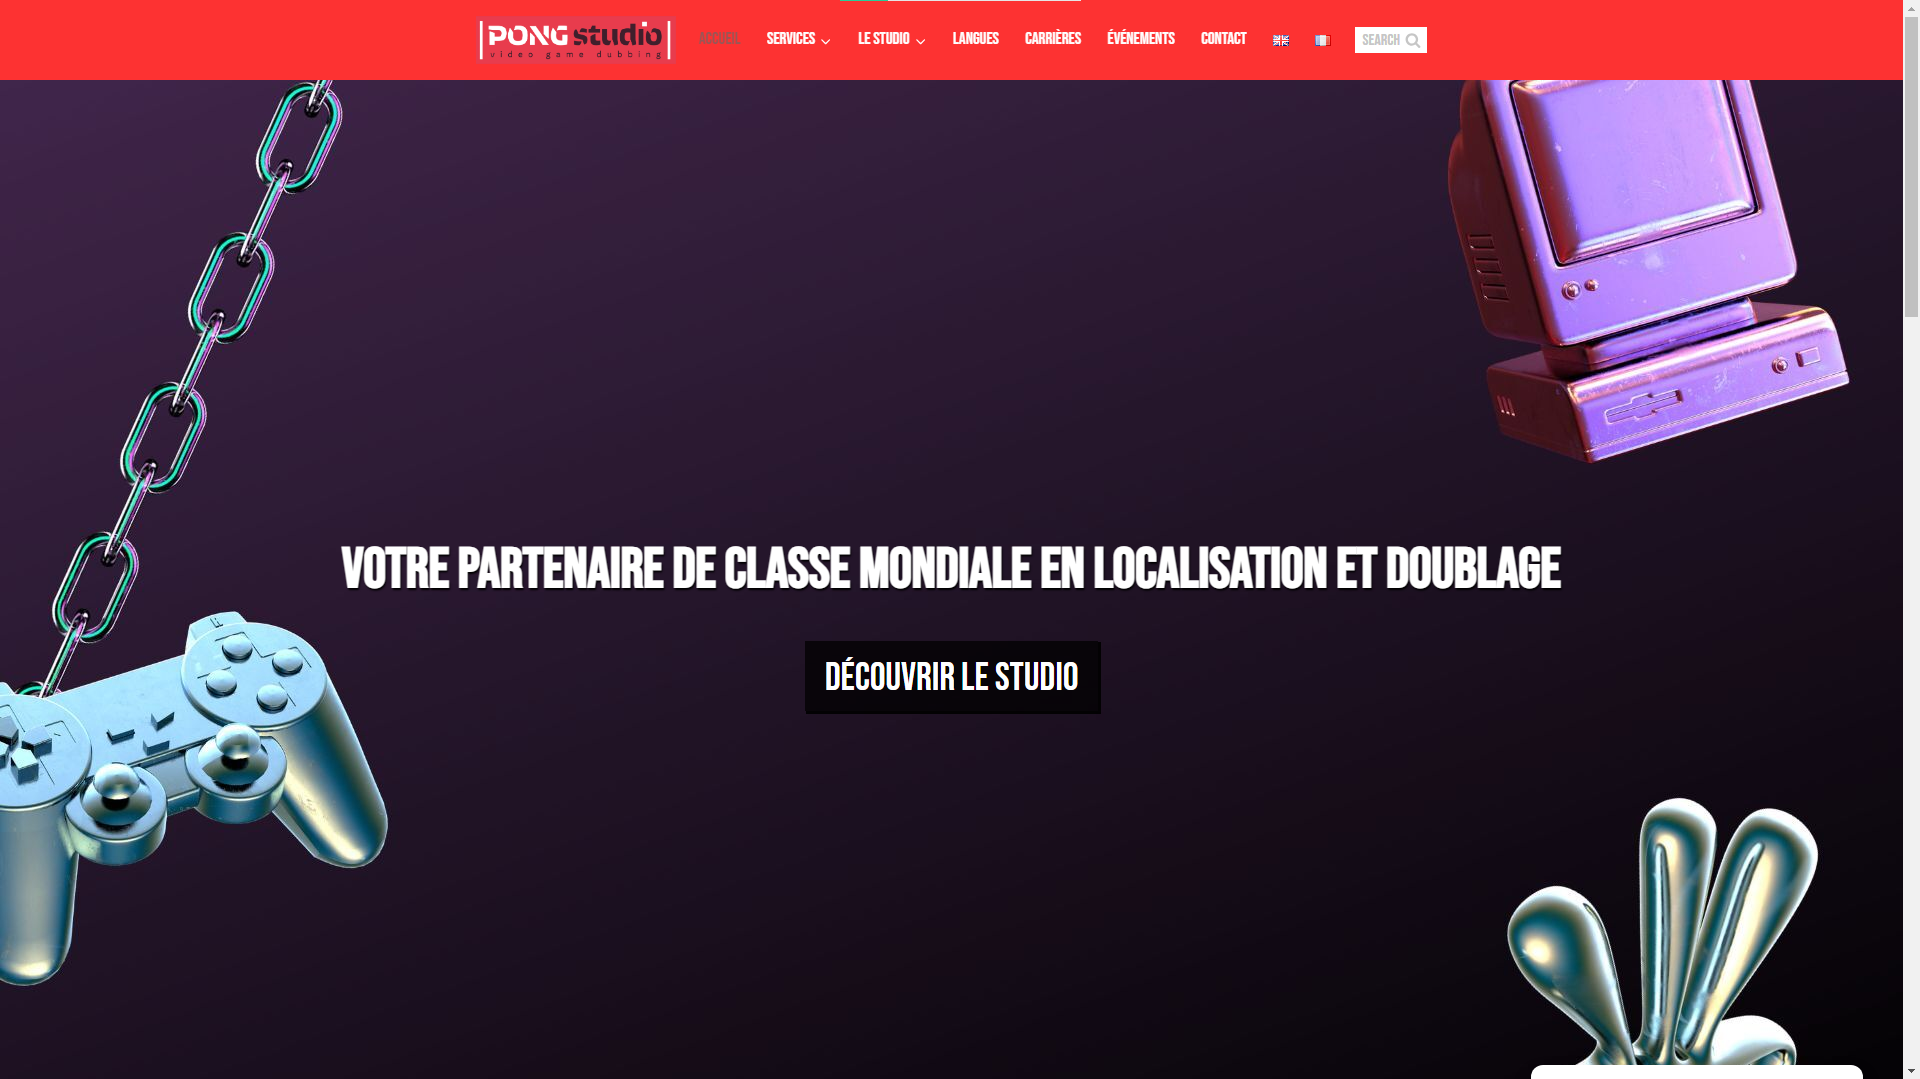 PONG studio
video game dubbing
ACCUEIL
SERVICES
LE STUDIO
LANGUES
CARRIÈRES
ÉVÉNEMENTS
CONTACT
SEARCH
VOTRE PARTENAIRE DE CLASSE MONDIALE EN LOCALISATION ET DOUBLAGE
DÉCOUVRIR LE STUDIO